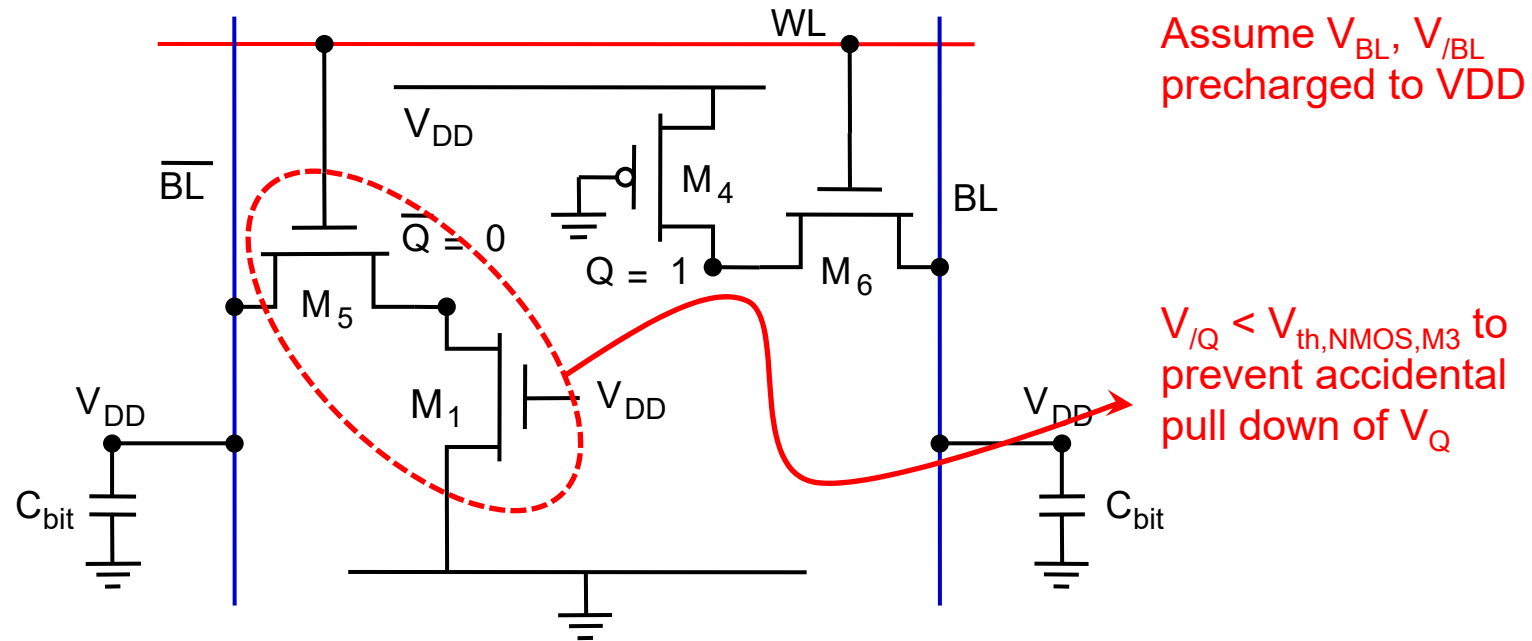 WL
Assume V_BL, V_/BL
precharged to VDD
V_DD
B̅L̅
M_4
BL
Q̅ = 0
Q = 1
M_6
M_5
V_/Q < V_th,NMOS,M3 to
prevent accidental
pull down of V_Q
M_1
V_DD
V_DD
V_DD
C_bit
C_bit